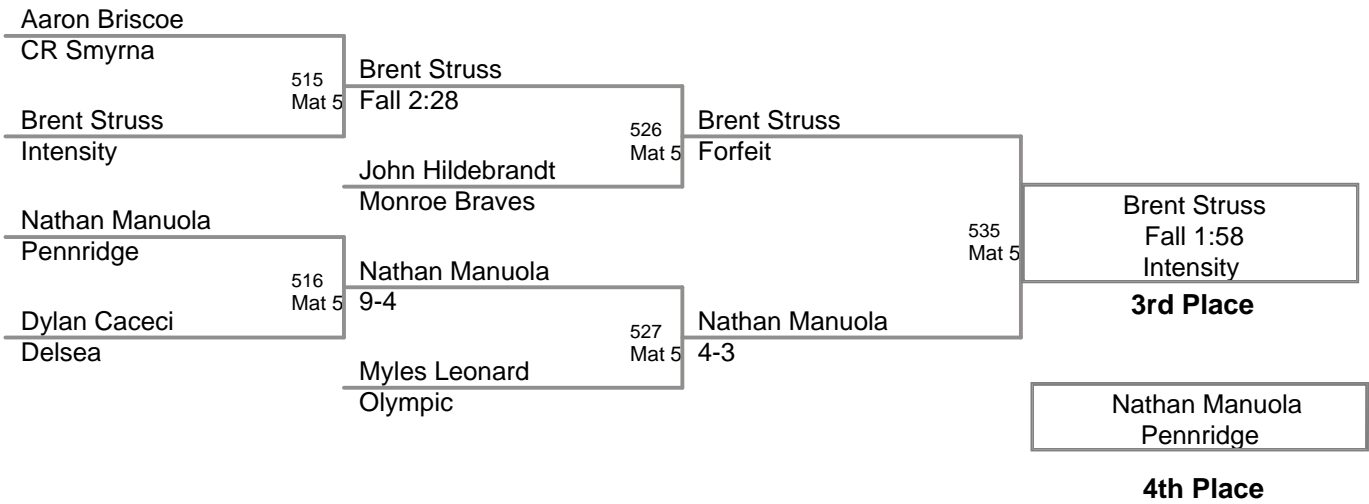 Aaron Briscoe
CR Smyrna
515
Mat 5
Brent Struss
Fall 2:28
Brent Struss
Intensity
526
Mat 5
Brent Struss
Forfeit
John Hildebrandt
Monroe Braves
Nathan Manuola
Pennridge
535
Mat 5
Brent Struss
Fall 1:58
Intensity
3rd Place
516
Mat 5
Nathan Manuola
9-4
Dylan Caceci
Delsea
527
Mat 5
Nathan Manuola
4-3
Myles Leonard
Olympic
Nathan Manuola
Pennridge
4th Place